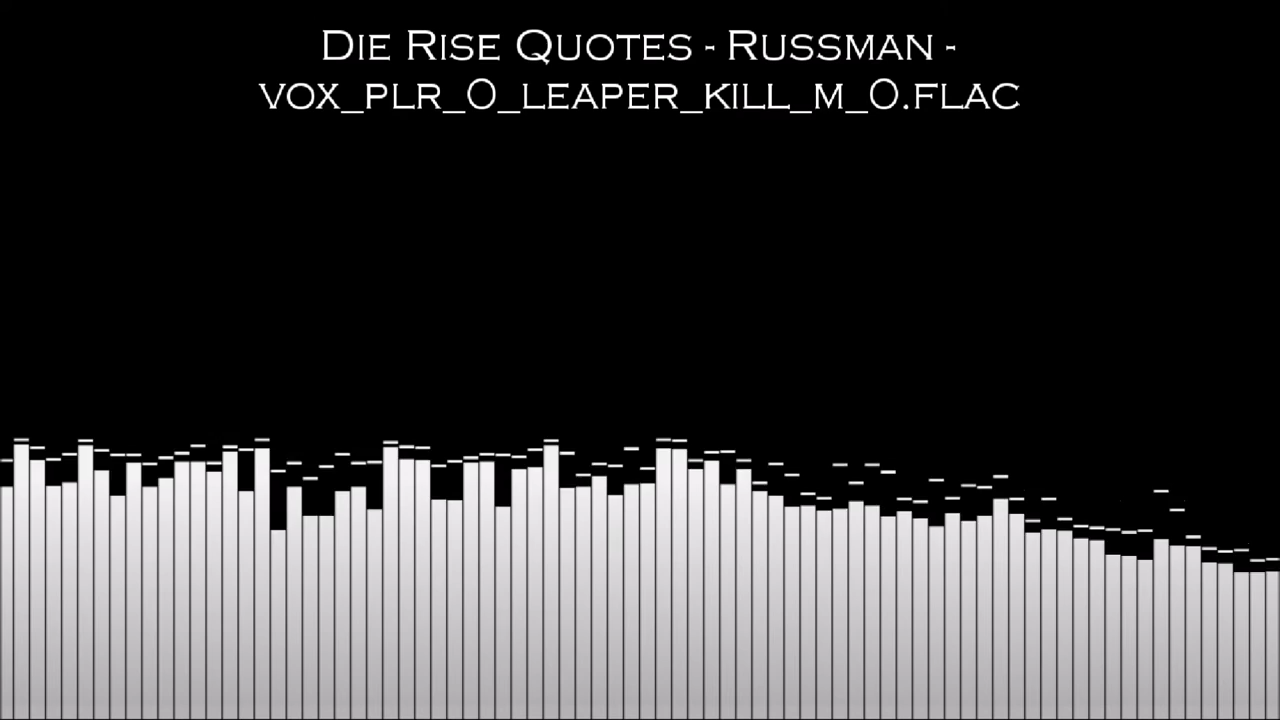 Die Rise Quotes - Russman -
vox_plr_0_leaper_kill_m_0.flac